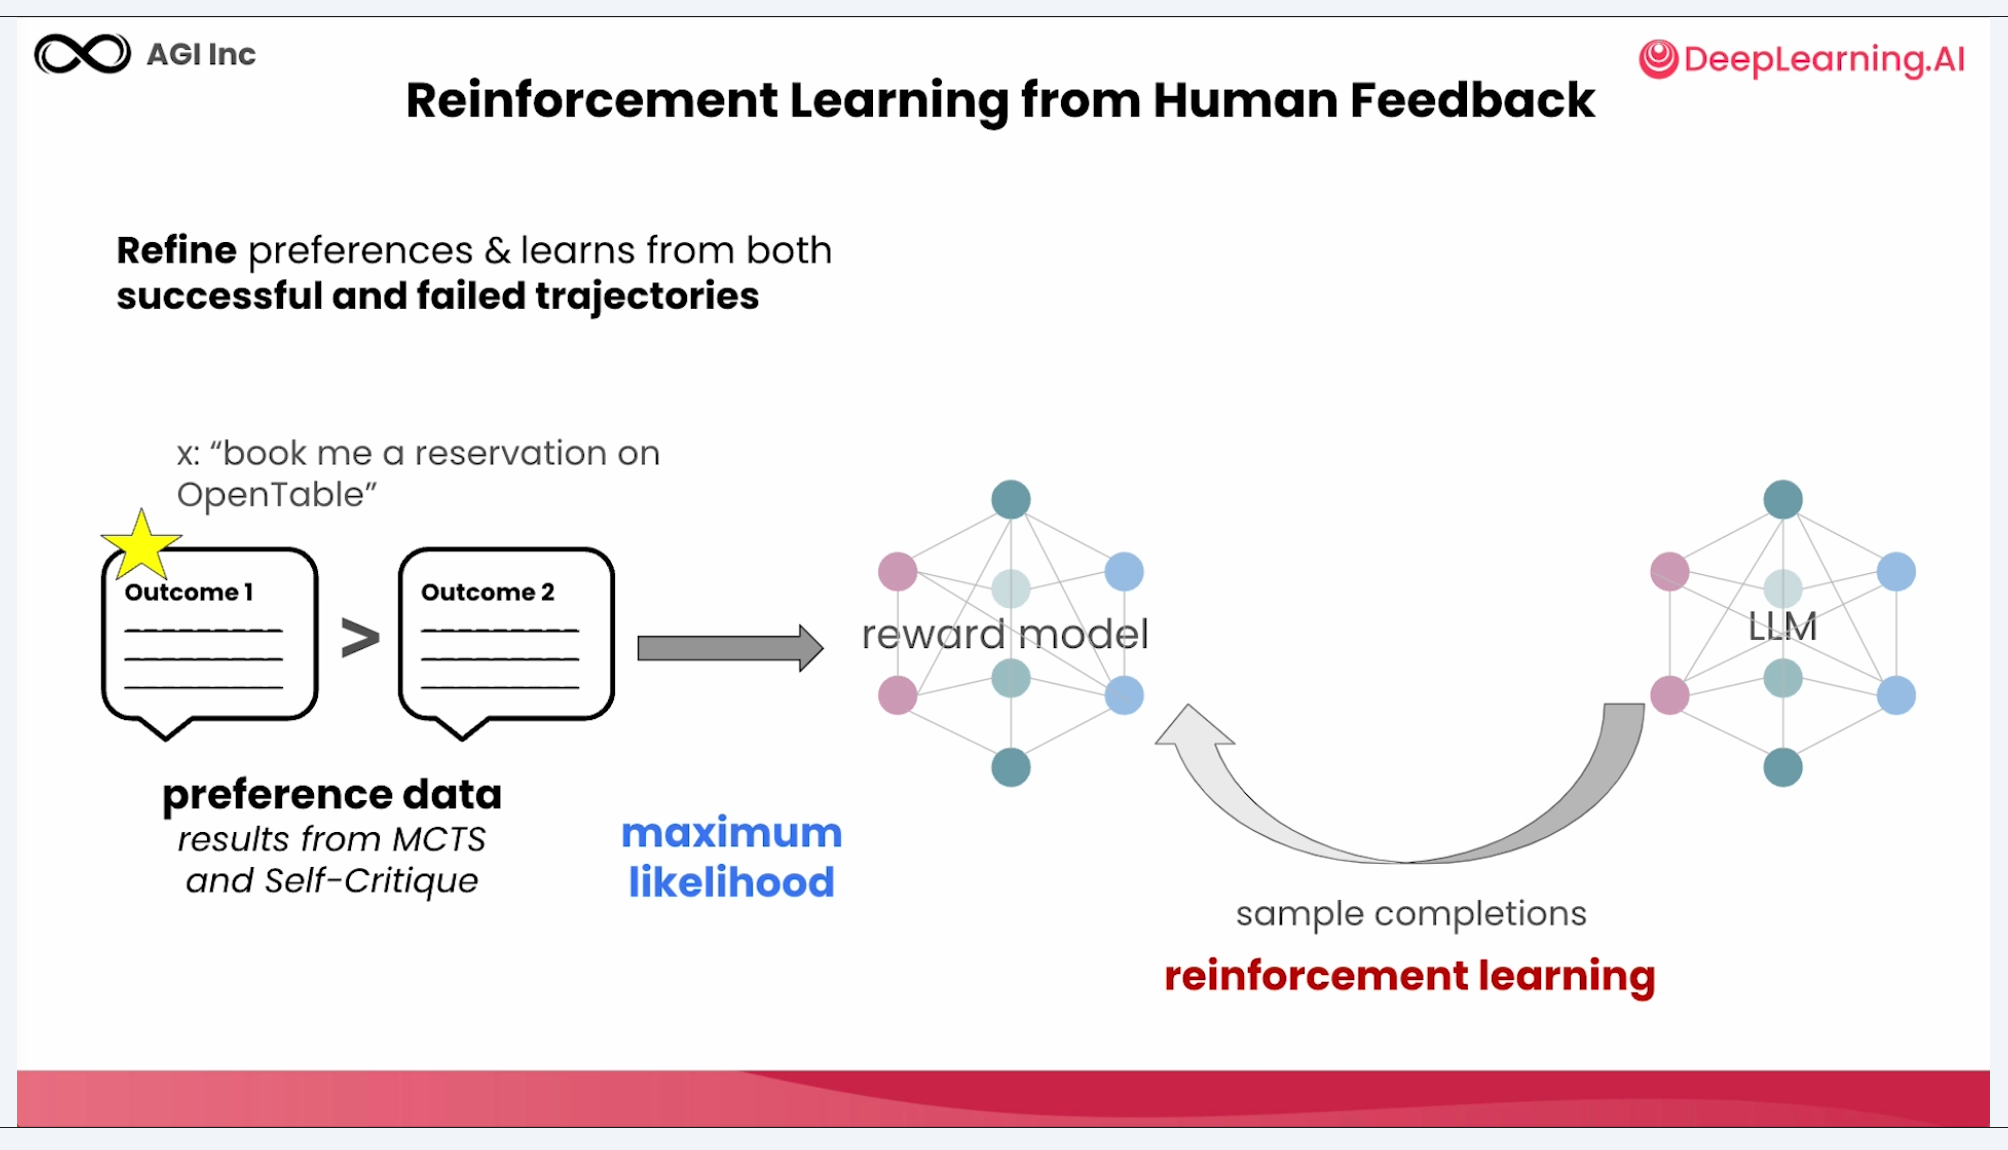 AGI Inc
DeepLearning.AI
Reinforcement Learning from Human Feedback
Refine preferences & learns from both
successful and failed trajectories
x: “book me a reservation on
OpenTable”
Outcome 1
>
Outcome 2
reward model
LLM
preference data
results from MCTS
and Self-Critique
maximum
likelihood
sample completions
reinforcement learning